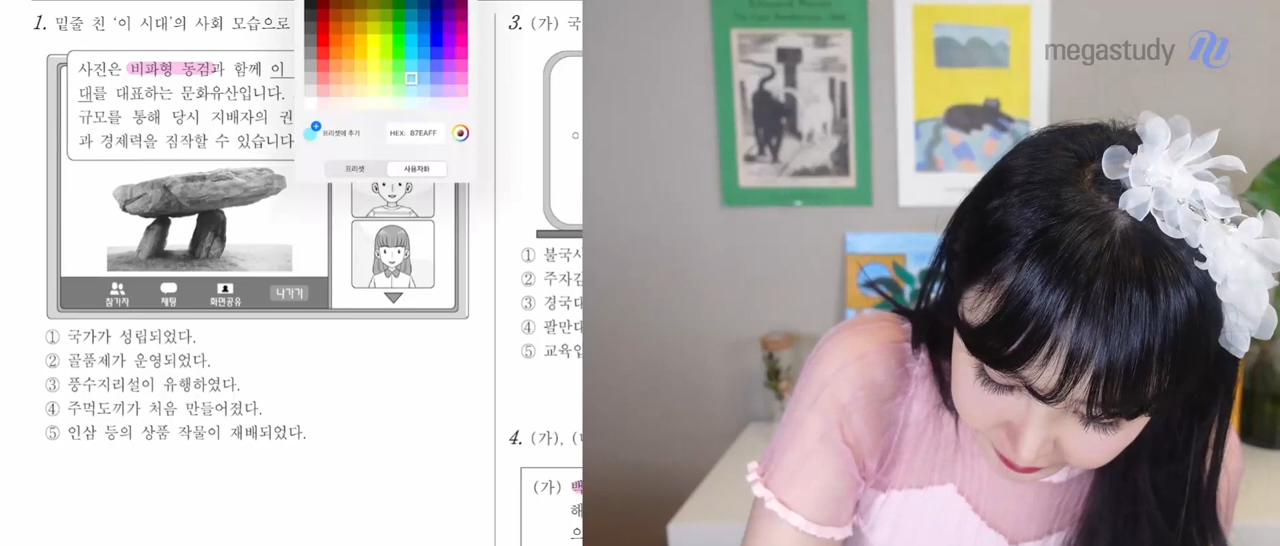 1. 밑줄 친 ‘이 시대’의 사회 모습으로
사진은 비파형 동검과 함께 이
대를 대표하는 문화유산입니다.
규모를 통해 당시 지배자의 권
과 경제력을 짐작할 수 있습니다
프리셋에 추가
HEX: 87EAFF
프리셋
사용자화
참가자
채팅
화면공유
나가기
① 국가가 성립되었다.
② 골품제가 운영되었다.
③ 풍수지리설이 유행하였다.
④ 주먹도끼가 처음 만들어졌다.
⑤ 인삼 등의 상품 작물이 재배되었다.
3. (가) 국
① 불국사
② 주자감
③ 경국대
④ 팔만대
⑤ 교육입
4. (가), (나
(가) 백
해
으
megastudy